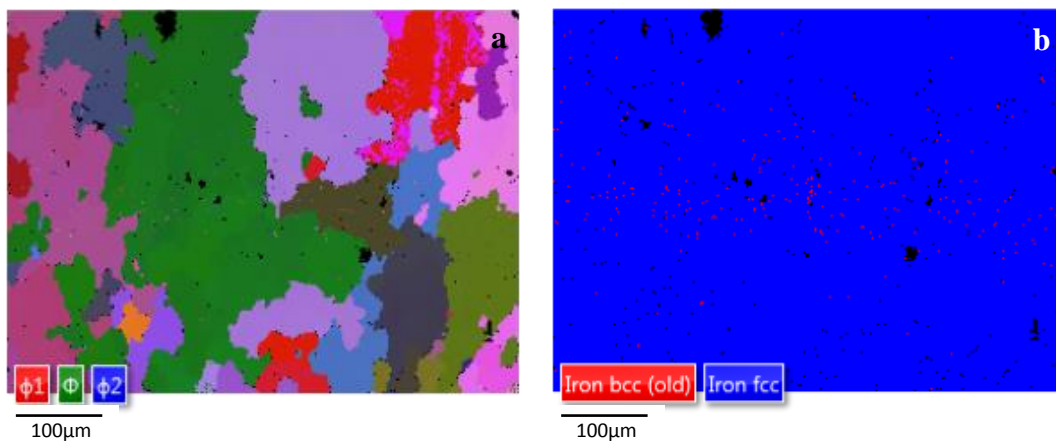 a
b
ϕ1 Φ ϕ2
Iron bcc (old) Iron fcc
100µm
100µm